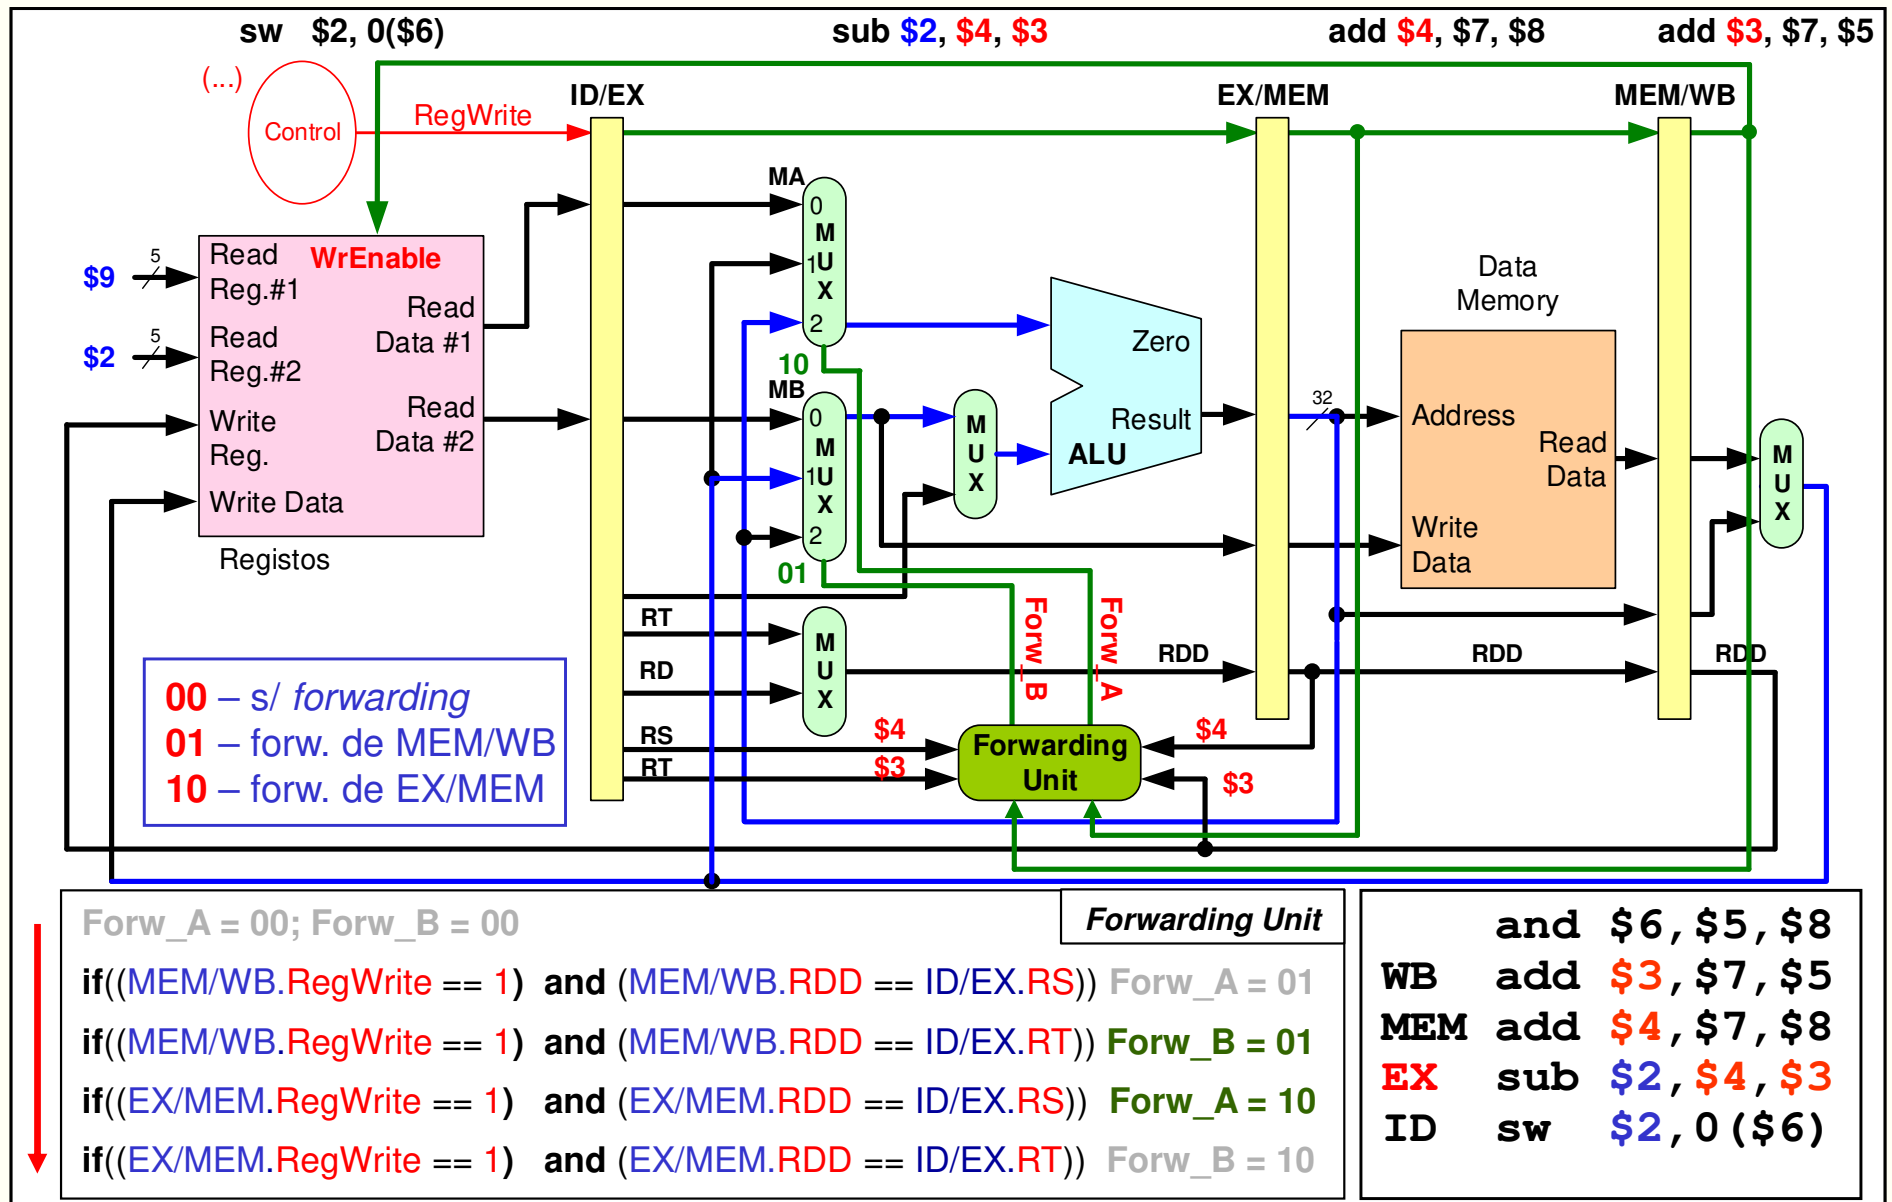 sw $2, 0($6)
sub $2, $4, $3
add $4, $7, $8
add $3, $7, $5
(...)
Control
RegWrite
ID/EX
EX/MEM
MEM/WB
MA
0
M
1U
X
2
10
MB
0
M
1U
X
2
01
$9
5
$2
5
Read
Reg.#1
WrEnable
Read
Data #1
Read
Reg.#2
Read
Data #2
Write
Reg.
Write Data
Registos
M
U
X
Zero
Result
ALU
32
Data
Memory
Address
Read
Data
Write
Data
M
U
X
RT
RD
M
U
X
RDD
RDD
RDD
Forw_B
Forw_A
RS
RT
$4
$3
$4
$3
Forwarding
Unit
00 – s/ forwarding
01 – forw. de MEM/WB
10 – forw. de EX/MEM
Forw_A = 00; Forw_B = 00
Forwarding Unit
if((MEM/WB.RegWrite == 1) and (MEM/WB.RDD == ID/EX.RS)) Forw_A = 01
if((MEM/WB.RegWrite == 1) and (MEM/WB.RDD == ID/EX.RT)) Forw_B = 01
if((EX/MEM.RegWrite == 1) and (EX/MEM.RDD == ID/EX.RS)) Forw_A = 10
if((EX/MEM.RegWrite == 1) and (EX/MEM.RDD == ID/EX.RT)) Forw_B = 10
and $6,$5,$8
WB add $3,$7,$5
MEM add $4,$7,$8
EX sub $2,$4,$3
ID sw $2,0($6)